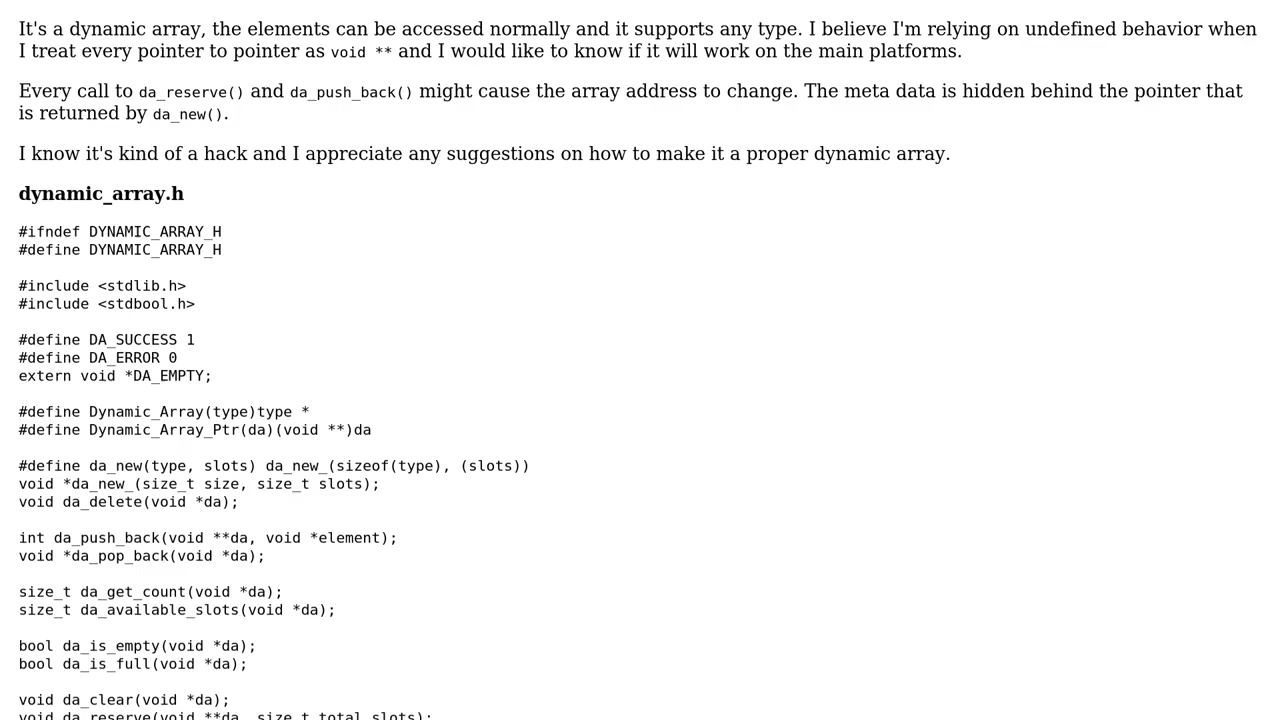 It's a dynamic array, the elements can be accessed normally and it supports any type. I believe I'm relying on undefined behavior when
I treat every pointer to pointer as void ** and I would like to know if it will work on the main platforms.
Every call to da_reserve() and da_push_back() might cause the array address to change. The meta data is hidden behind the pointer that
is returned by da_new().
I know it's kind of a hack and I appreciate any suggestions on how to make it a proper dynamic array.
dynamic_array.h
#ifndef DYNAMIC_ARRAY_H
#define DYNAMIC_ARRAY_H
#include <stdlib.h>
#include <stdbool.h>
#define DA_SUCCESS 1
#define DA_ERROR 0
extern void *DA_EMPTY;
#define Dynamic_Array(type)type *
#define Dynamic_Array_Ptr(da)(void **)da
#define da_new(type, slots) da_new_(sizeof(type), (slots))
void *da_new_(size_t size, size_t slots);
void da_delete(void *da);
int da_push_back(void **da, void *element);
void *da_pop_back(void *da);
size_t da_get_count(void *da);
size_t da_available_slots(void *da);
bool da_is_empty(void *da);
bool da_is_full(void *da);
void da_clear(void *da);
void da_reserve(void **da, size_t total_slots);